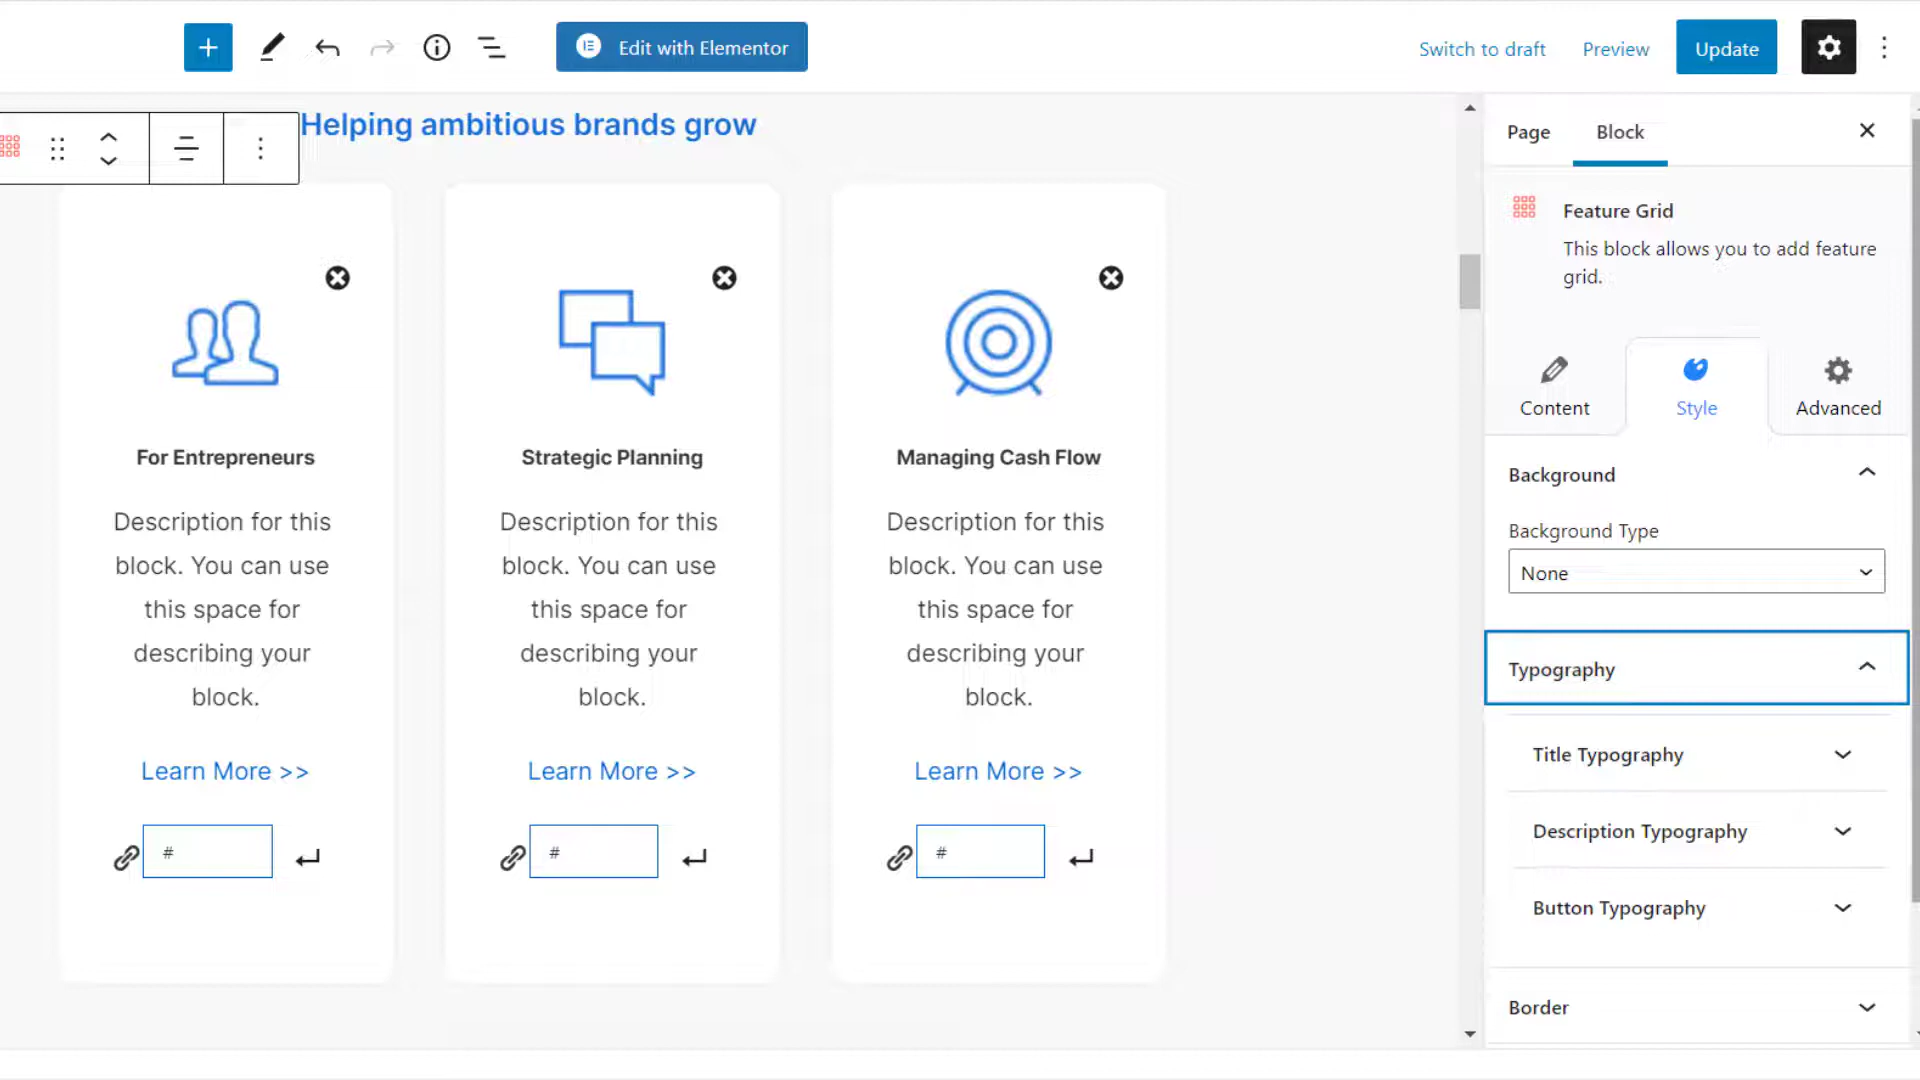 Edit with Elementor
Switch to draft
Preview
Update
Helping ambitious brands grow
For Entrepreneurs
Description for this
block. You can use
this space for
describing your
block.
Learn More >>
#
Strategic Planning
Description for this
block. You can use
this space for
describing your
block.
Learn More >>
#
Managing Cash Flow
Description for this
block. You can use
this space for
describing your
block.
Learn More >>
#
Page
Block
Feature Grid
This block allows you to add feature
grid.
Content
Style
Advanced
Background
Background Type
None
Typography
Title Typography
Description Typography
Button Typography
Border